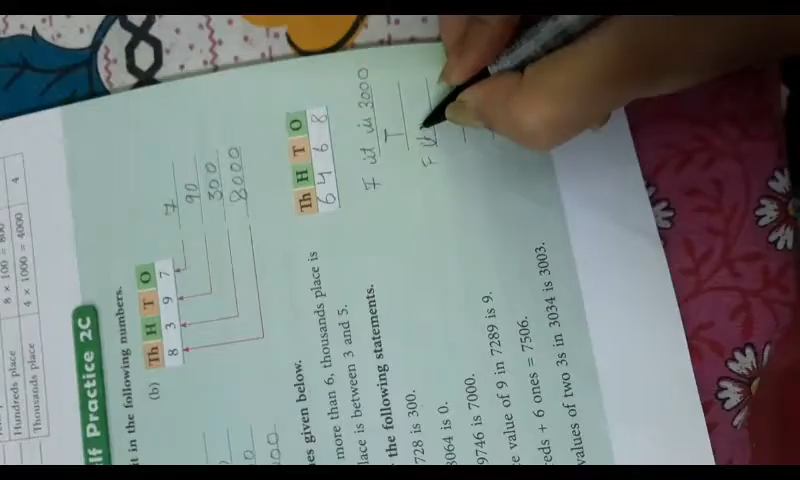 Hundreds place 8 × 100 = 800 4
Thousands place 4 × 1000 = 4000
lf Practice 2C
it in the following numbers.
(b) Th H T O
8 3 9 7
7
90
300
8000
es given below.
more than 6, thousands place is
lace is between 3 and 5.
Th H T O
6 4 6 8
the following statements.
728 is 300. F it is 3000
3064 is 0. T
9746 is 7000. F it
e value of 9 in 7289 is 9.
reds + 6 ones = 7506.
values of two 3s in 3034 is 3003.